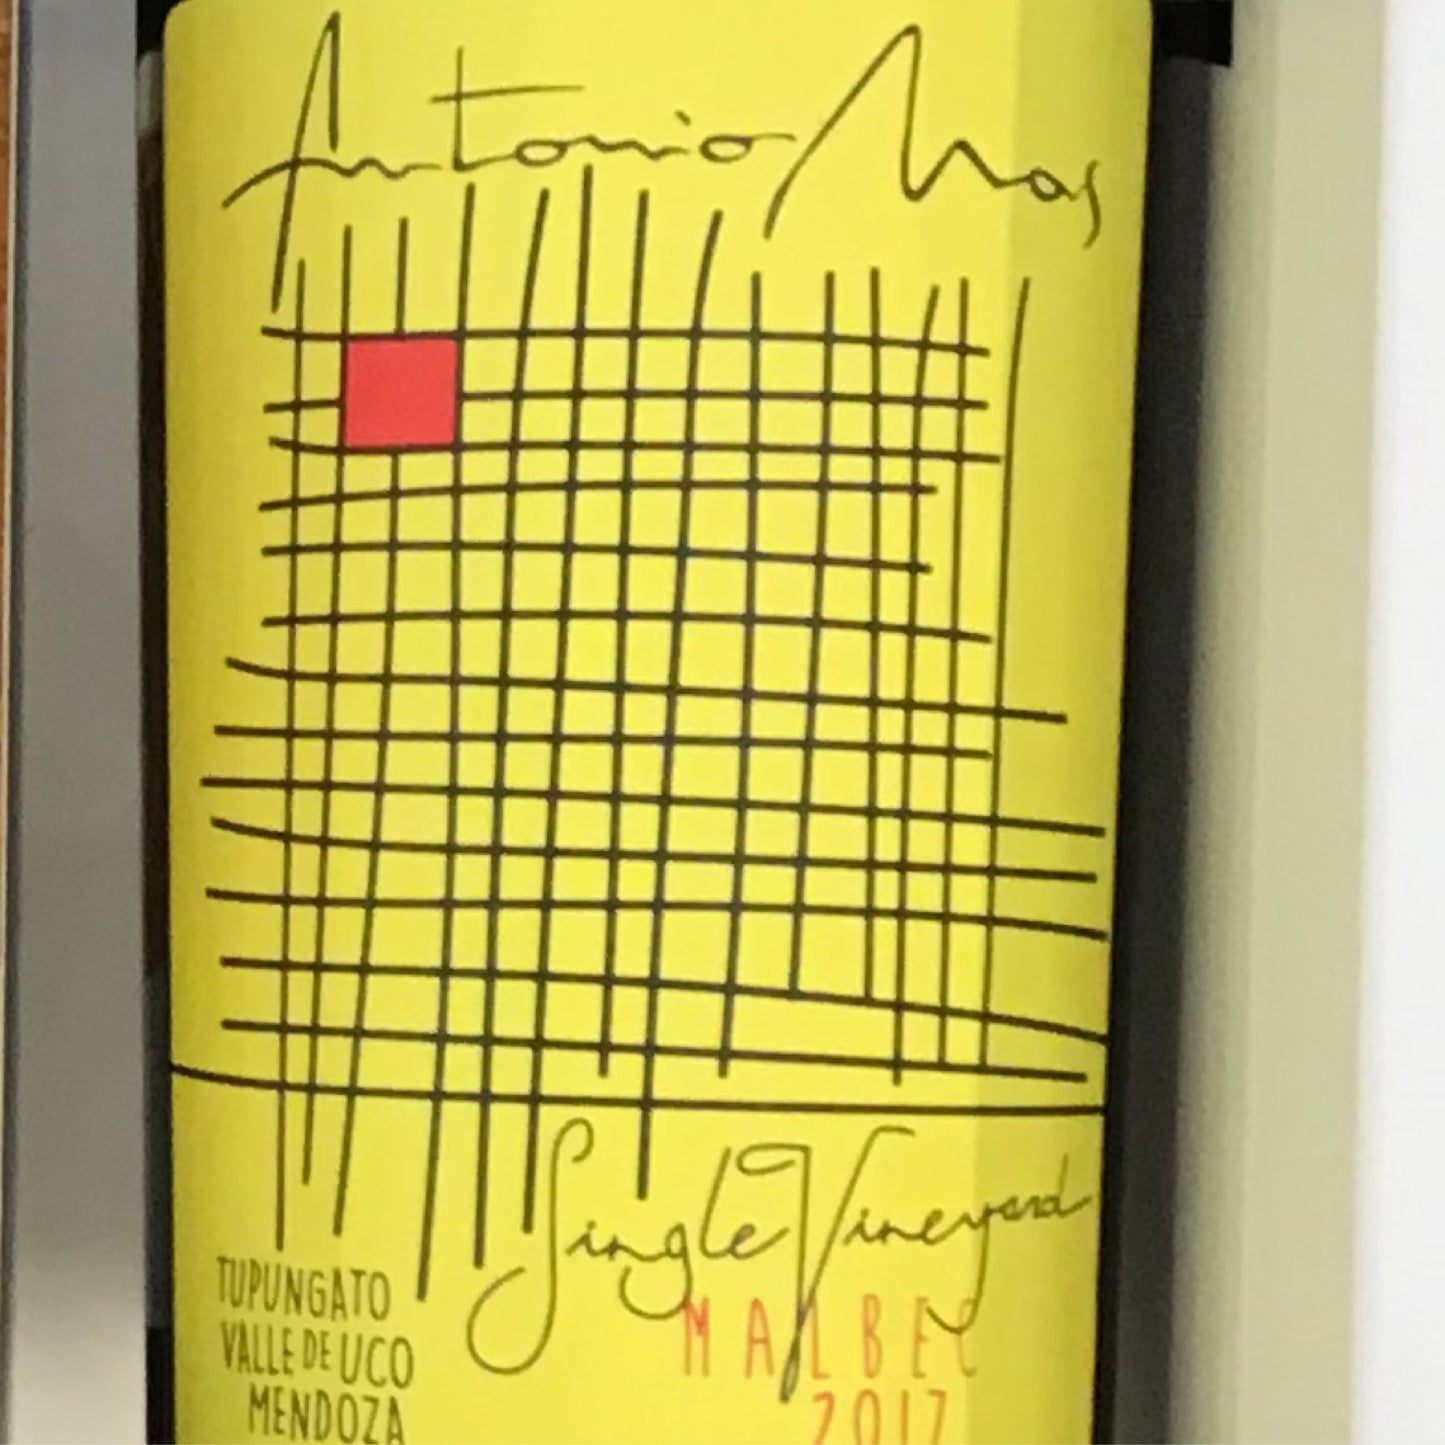 Antonio Mas
Single Vineyard
TUPUNGATO
VALLE DE UCO
MENDOZA
MALBEC
2017